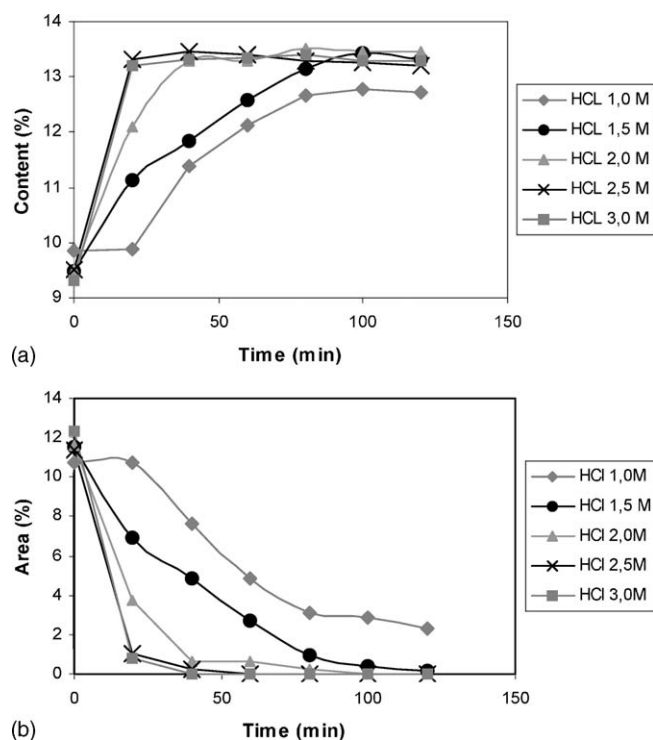 14
13
12
11
10
9
Content (%)
0 50 100 150
Time (min)
(a)
HCL 1,0 M
HCL 1,5 M
HCL 2,0 M
HCL 2,5 M
HCL 3,0 M
14
12
10
8
6
4
2
0
Area (%)
0 50 100 150
Time (min)
(b)
HCl 1,0M
HCl 1,5 M
HCl 2,0M
HCl 2,5M
HCl 3,0M